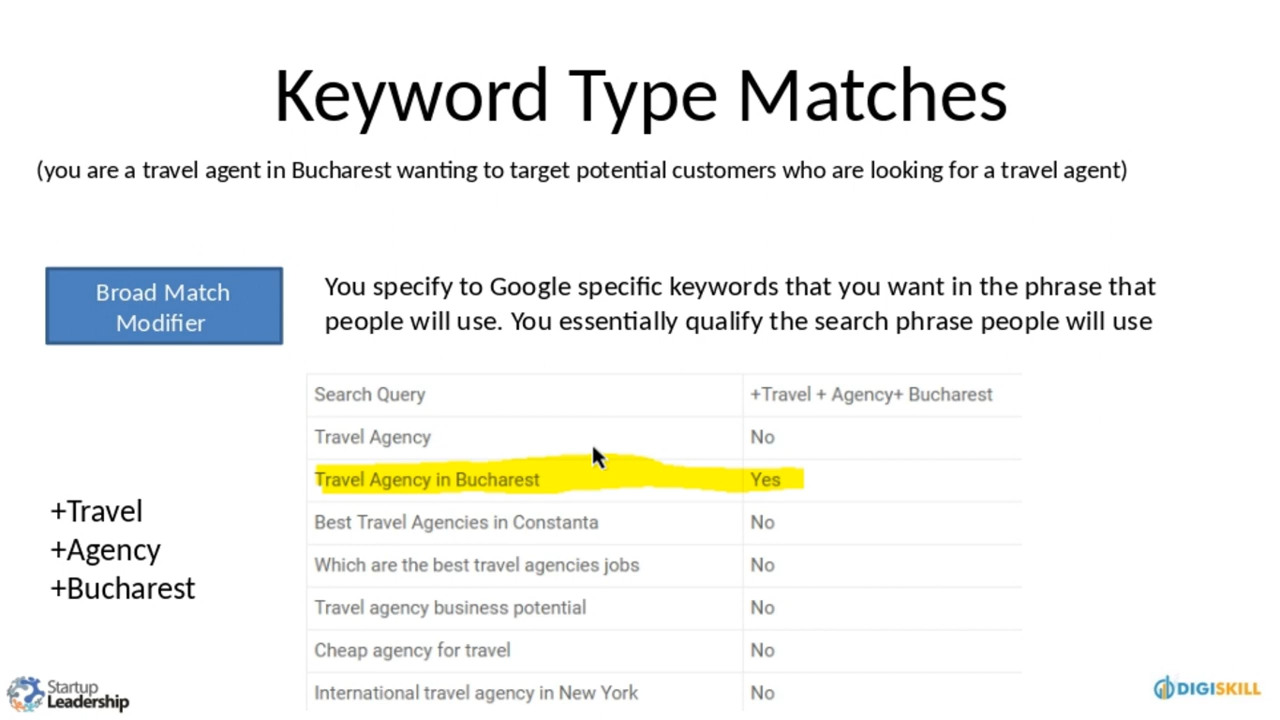 Keyword Type Matches
(you are a travel agent in Bucharest wanting to target potential customers who are looking for a travel agent)
Broad Match
Modifier
You specify to Google specific keywords that you want in the phrase that
people will use. You essentially qualify the search phrase people will use
Search Query +Travel + Agency+ Bucharest
Travel Agency No
Travel Agency in Bucharest Yes
Best Travel Agencies in Constanta No
Which are the best travel agencies jobs No
Travel agency business potential No
Cheap agency for travel No
International travel agency in New York No
+Travel
+Agency
+Bucharest
Startup
Leadership
DIGISKILL